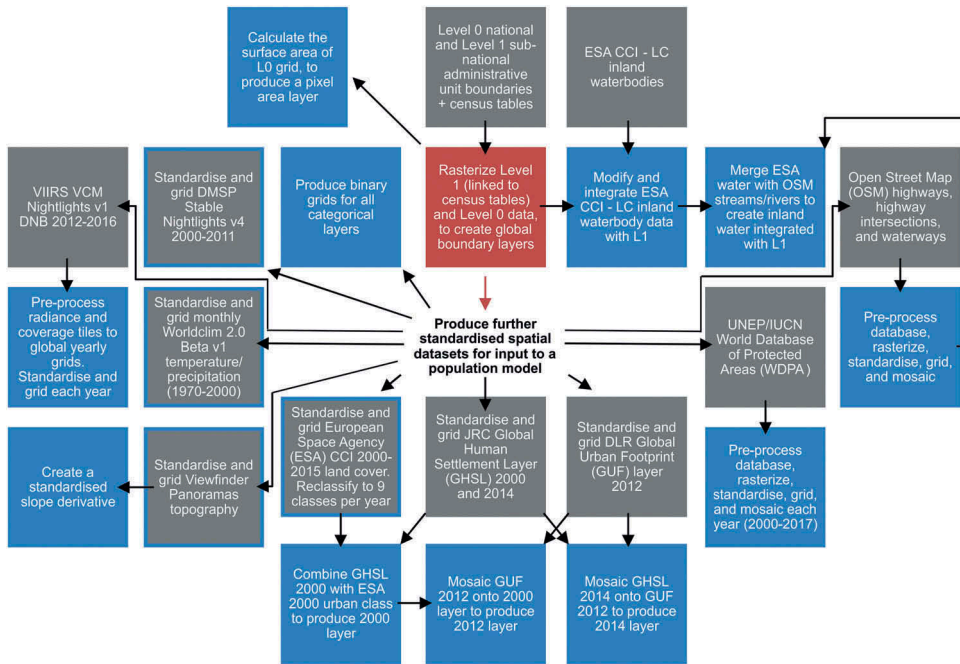 Calculate the
surface area of
L0 grid, to
produce a pixel
area layer
Level 0 national
and Level 1 sub-
national
administrative
unit boundaries
+ census tables
ESA CCI - LC
inland
waterbodies
VIIRS VCM
Nightlights v1
DNB 2012-2016
Standardise and
grid DMSP
Stable
Nightlights v4
2000-2011
Produce binary
grids for all
categorical
layers
Rasterize Level
1 (linked to
census tables)
and Level 0 data,
to create global
boundary layers
Modify and
integrate ESA
CCI - LC inland
waterbody data
with L1
Merge ESA
water with OSM
streams/rivers to
create inland
water integrated
with L1
Open Street Map
(OSM) highways,
highway
intersections,
and waterways
Pre-process
radiance and
coverage tiles to
global yearly
grids.
Standardise and
grid each year
Standardise and
grid monthly
Worldclim 2.0
Beta v1
temperature/
precipitation
(1970-2000)
Produce further
standardised spatial
datasets for input to a
population model
UNEP/IUCN
World Database
of Protected
Areas (WDPA)
Pre-process
database,
rasterize,
standardise, grid,
and mosaic
Create a
standardised
slope derivative
Standardise and
grid Viewfinder
Panoramas
topography
Standardise and
grid European
Space Agency
(ESA) CCI 2000-
2015 land cover.
Reclassify to 9
classes per year
Standardise and
grid JRC Global
Human
Settlement Layer
(GHSL) 2000
and 2014
Standardise and
grid DLR Global
Urban Footprint
(GUF) layer
2012
Pre-process
database,
rasterize,
standardise, grid,
and mosaic each
year (2000-2017)
Combine GHSL
2000 with ESA
2000 urban class
to produce 2000
layer
Mosaic GUF
2012 onto 2000
layer to produce
2012 layer
Mosaic GHSL
2014 onto GUF
2012 to produce
2014 layer